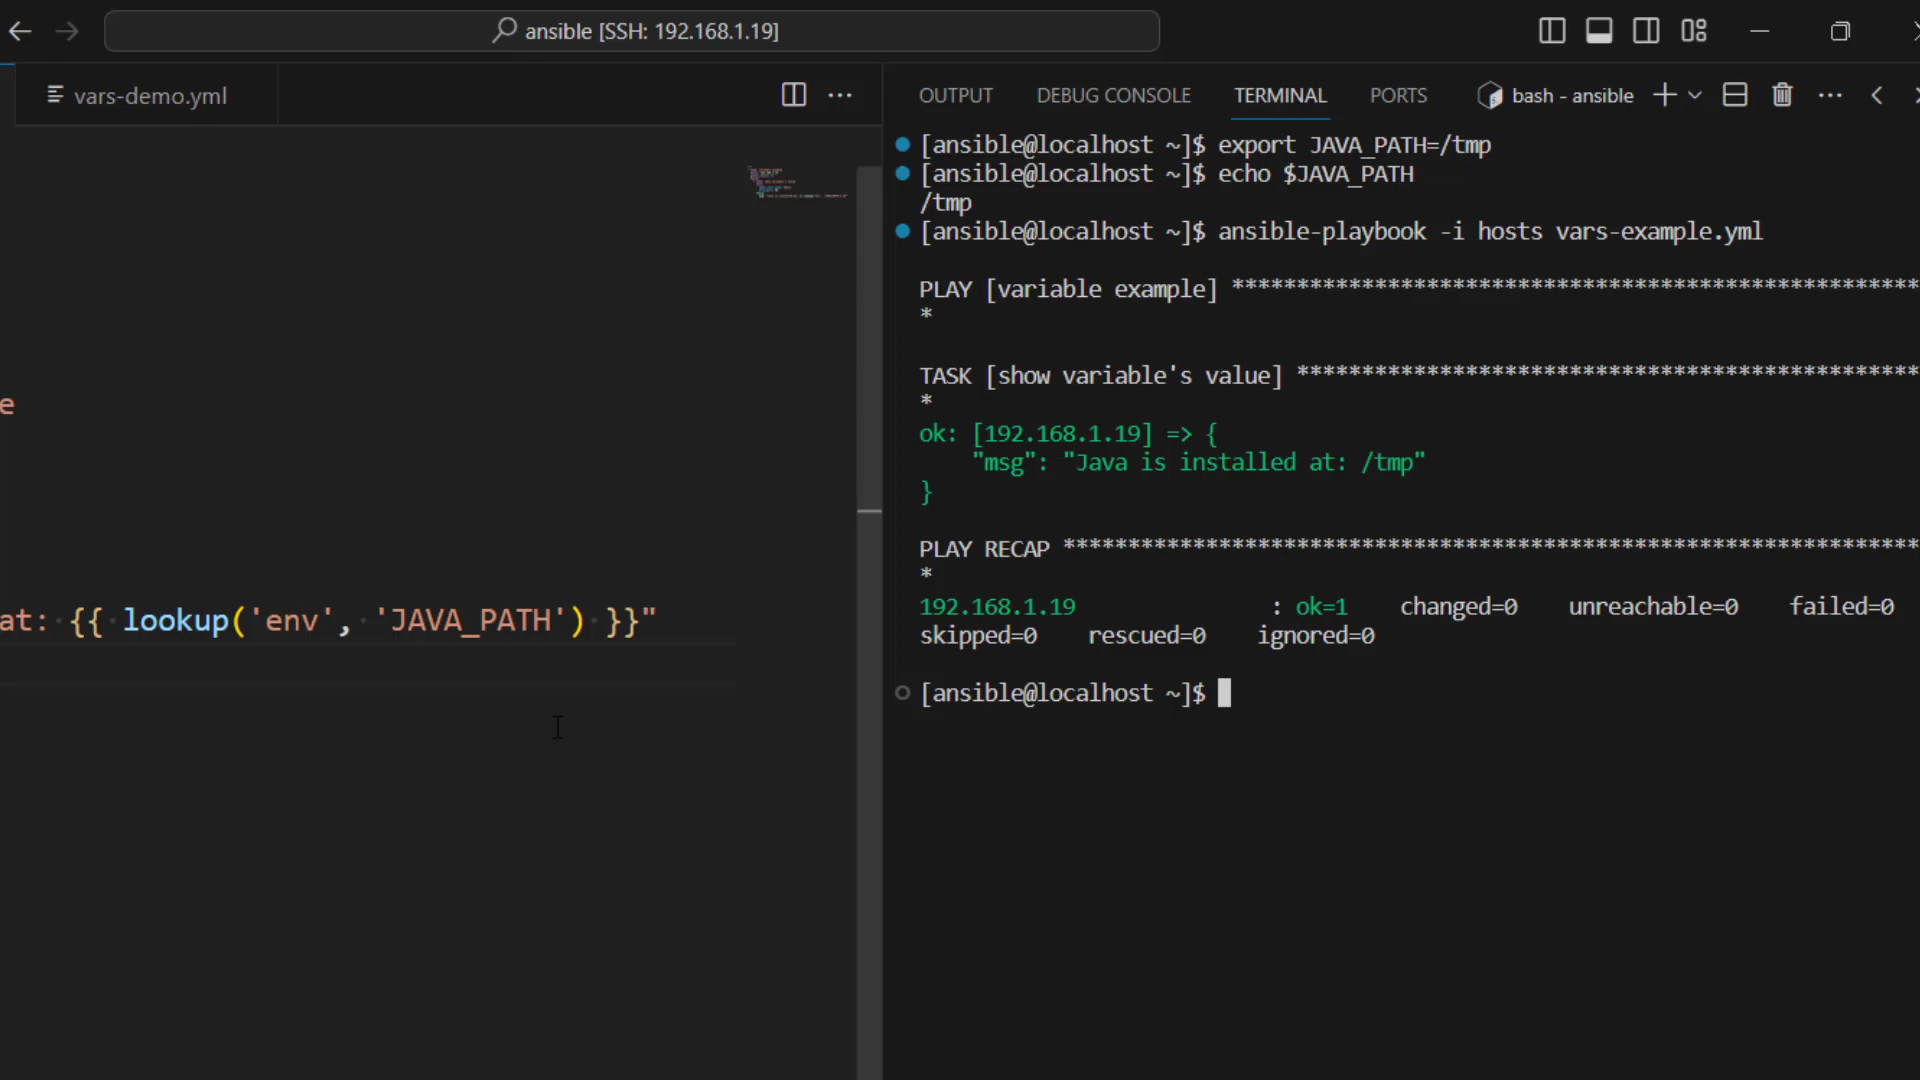 ansible [SSH: 192.168.1.19]
vars-demo.yml
e
at: {{ lookup('env', 'JAVA_PATH') }}"
OUTPUT DEBUG CONSOLE TERMINAL PORTS bash - ansible
[ansible@localhost ~]$ export JAVA_PATH=/tmp
[ansible@localhost ~]$ echo $JAVA_PATH
/tmp
[ansible@localhost ~]$ ansible-playbook -i hosts vars-example.yml
PLAY [variable example] *****************************************************
*
TASK [show variable's value] ************************************************
*
ok: [192.168.1.19] => {
"msg": "Java is installed at: /tmp"
}
PLAY RECAP ******************************************************************
*
192.168.1.19 : ok=1 changed=0 unreachable=0 failed=0
skipped=0 rescued=0 ignored=0
[ansible@localhost ~]$